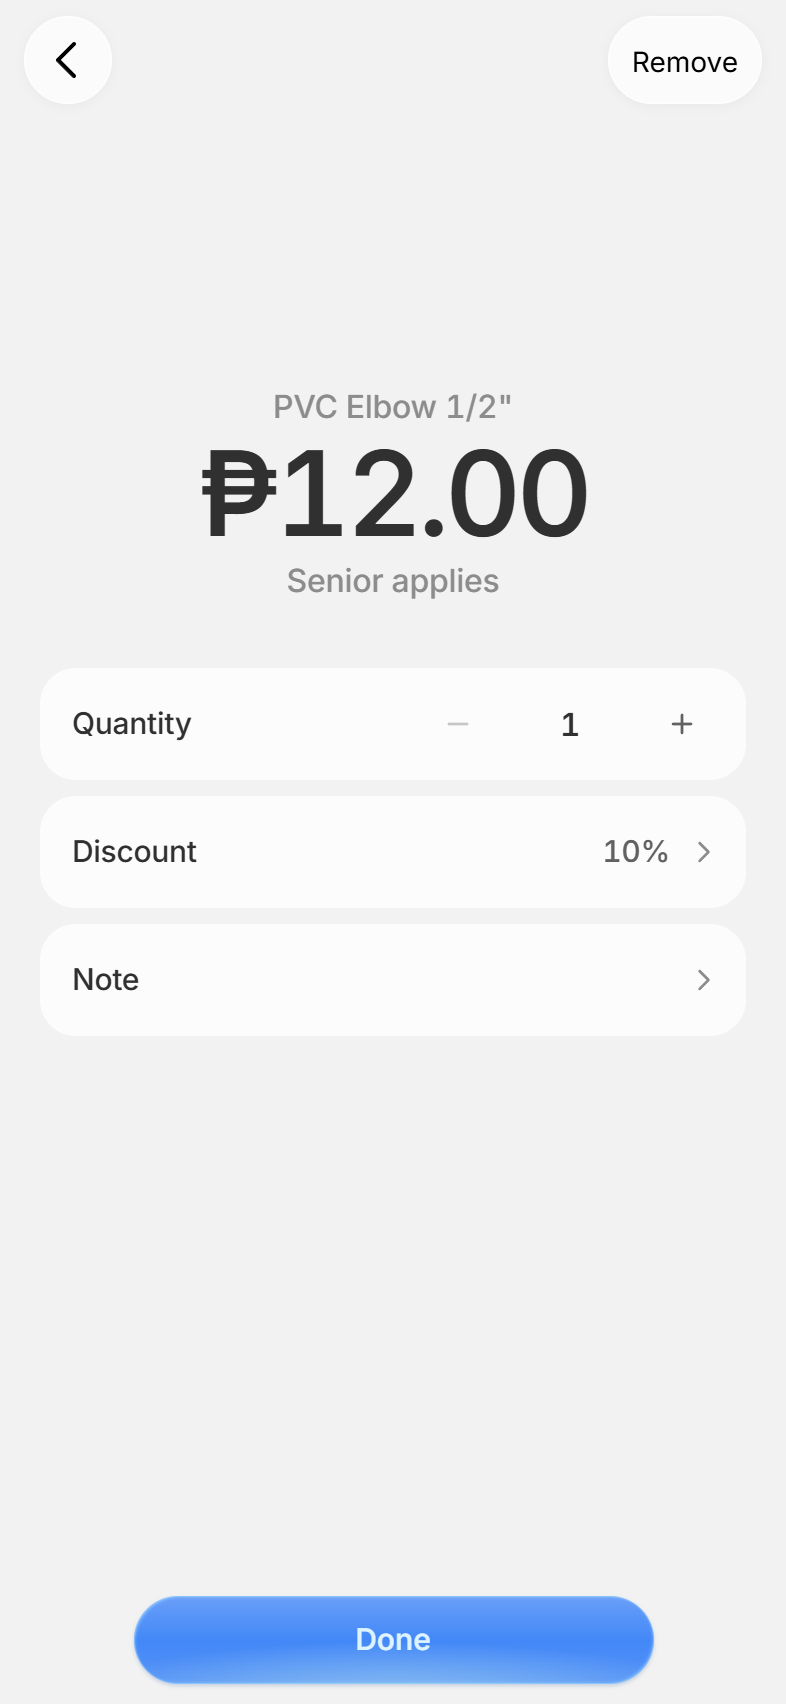 Remove
PVC Elbow 1/2"
₱12.00
Senior applies
Quantity − 1 +
Discount 10%
Note
Done